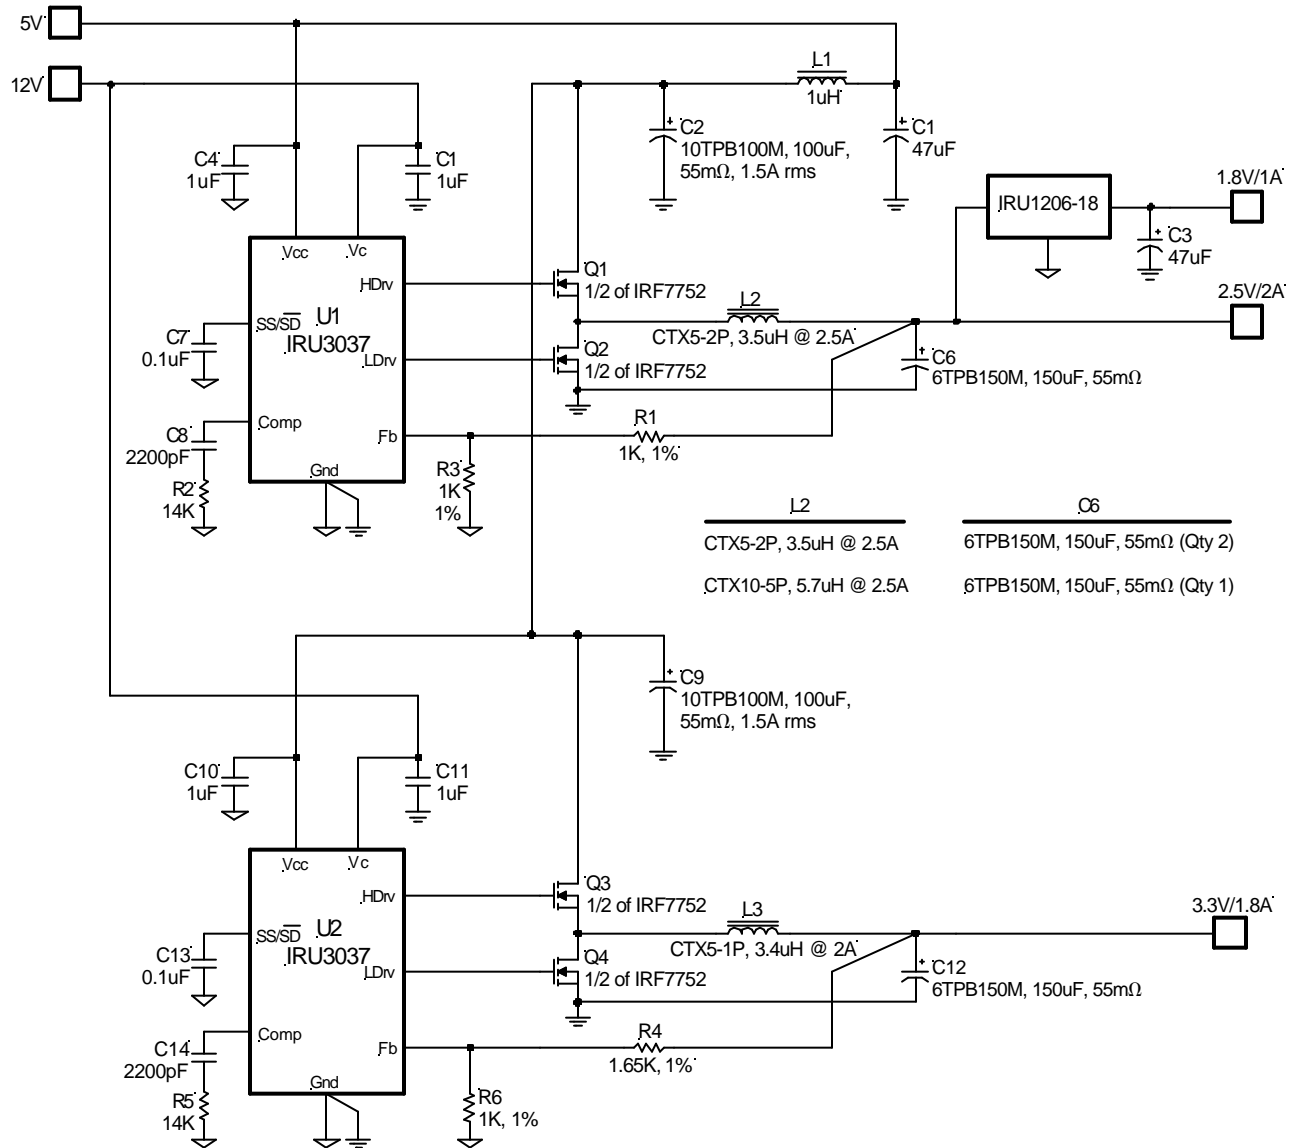 5V
12V
L1
1uH
C2
10TPB100M, 100uF,
55mΩ, 1.5A rms
C1
47uF
C4
1uF
C1
1uF
1.8V/1A
IRU1206-18
C3
47uF
Vcc
Vc
HDrv
Q1
1/2 of IRF7752
2.5V/2A
L2
CTX5-2P, 3.5uH @ 2.5A
SS/SD
U1
IRU3037
C7
0.1uF
LDrv
Q2
1/2 of IRF7752
C6
6TPB150M, 150uF, 55mΩ
Comp
C8
2200pF
Fb
R1
1K, 1%
R3
1K
1%
Gnd
R2
14K
L2
C6
CTX5-2P, 3.5uH @ 2.5A
6TPB150M, 150uF, 55mΩ (Qty 2)
CTX10-5P, 5.7uH @ 2.5A
6TPB150M, 150uF, 55mΩ (Qty 1)
C9
10TPB100M, 100uF,
55mΩ, 1.5A rms
C10
1uF
C11
1uF
Vcc
Vc
HDrv
Q3
1/2 of IRF7752
3.3V/1.8A
L3
CTX5-1P, 3.4uH @ 2A
SS/SD
U2
IRU3037
C13
0.1uF
LDrv
Q4
1/2 of IRF7752
C12
6TPB150M, 150uF, 55mΩ
Comp
C14
2200pF
Fb
R4
1.65K, 1%
Gnd
R5
14K
R6
1K, 1%